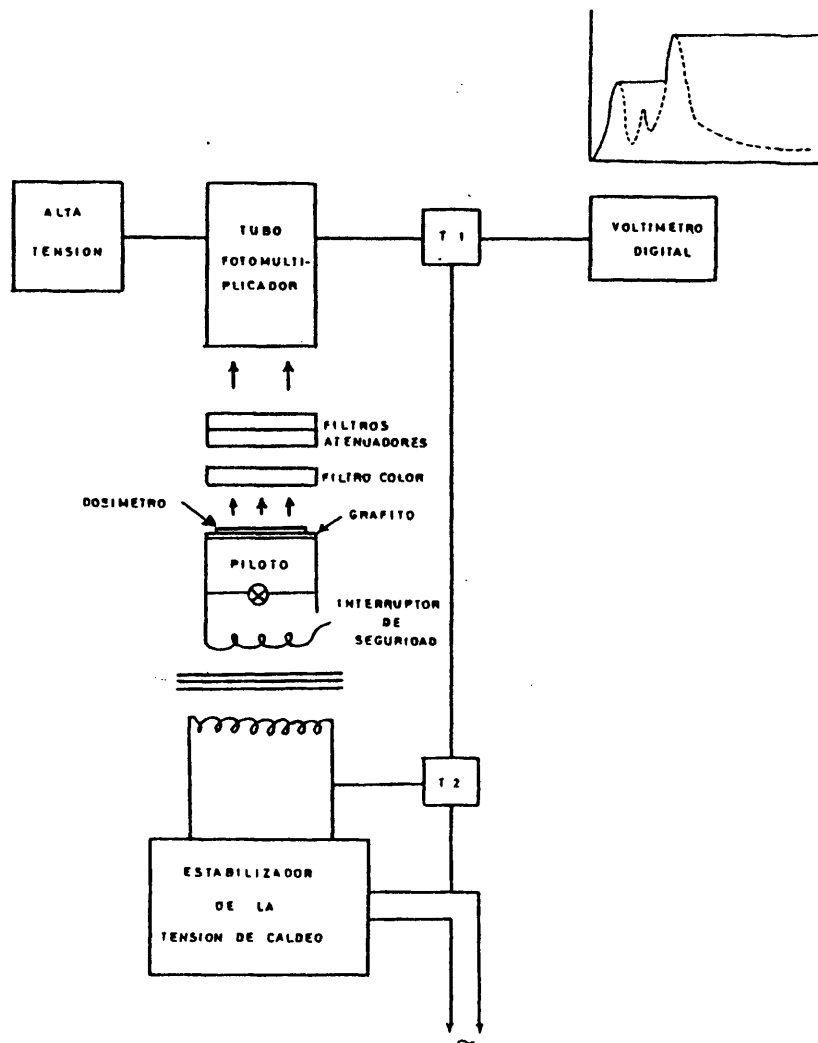 ALTA
TENSION
TUBO
FOTOMULTI-
PLICADOR
T 1
VOLTIMETRO
DIGITAL
FILTROS
ATENUADORES
FILTRO COLOR
DOSIMETRO
GRAFITO
PILOTO
INTERRUPTOR
DE
SEGURIDAD
T 2
ESTABILIZADOR
DE LA
TENSION DE CALDEO
~